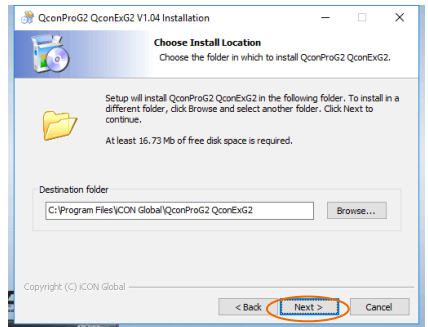 QconProG2 QconExG2 V1.04 Installation
Choose Install Location
Choose the folder in which to install QconProG2 QconExG2.
Setup will install QconProG2 QconExG2 in the following folder. To install in a
different folder, click Browse and select another folder. Click Next to
continue.
At least 16.73 Mb of free disk space is required.
Destination folder
C:\Program Files\iCON Global\QconProG2 QconExG2
Browse...
Copyright (C) iCON Global
< Back
Next >
Cancel